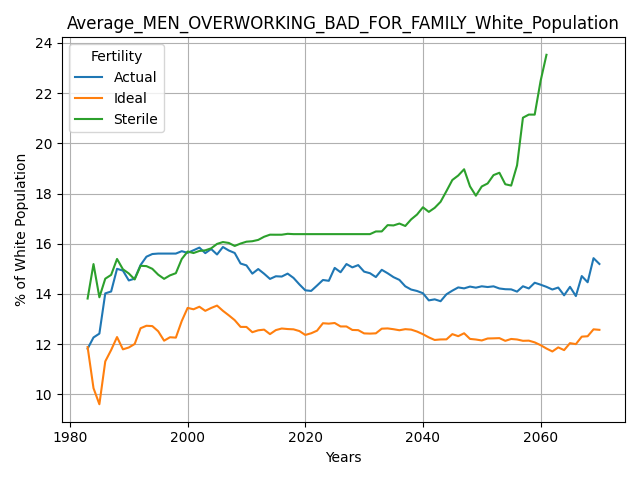 Average_MEN_OVERWORKING_BAD_FOR_FAMILY_White_Population
Fertility
Actual
Ideal
Sterile
% of White Population
24
22
20
18
16
14
12
10
1980
2000
2020
2040
2060
Years